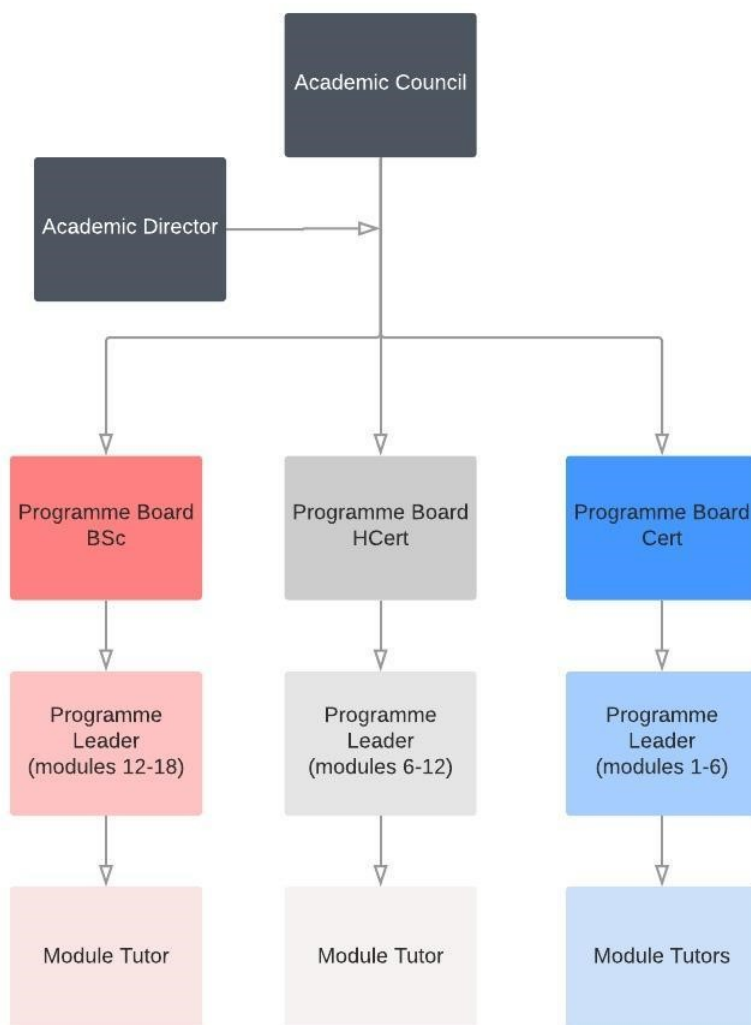 Academic Council
Academic Director
Programme Board
BSc
Programme Board
HCert
Programme Board
Cert
Programme
Leader
(modules 12-18)
Programme
Leader
(modules 6-12)
Programme
Leader
(modules 1-6)
Module Tutor
Module Tutor
Module Tutors